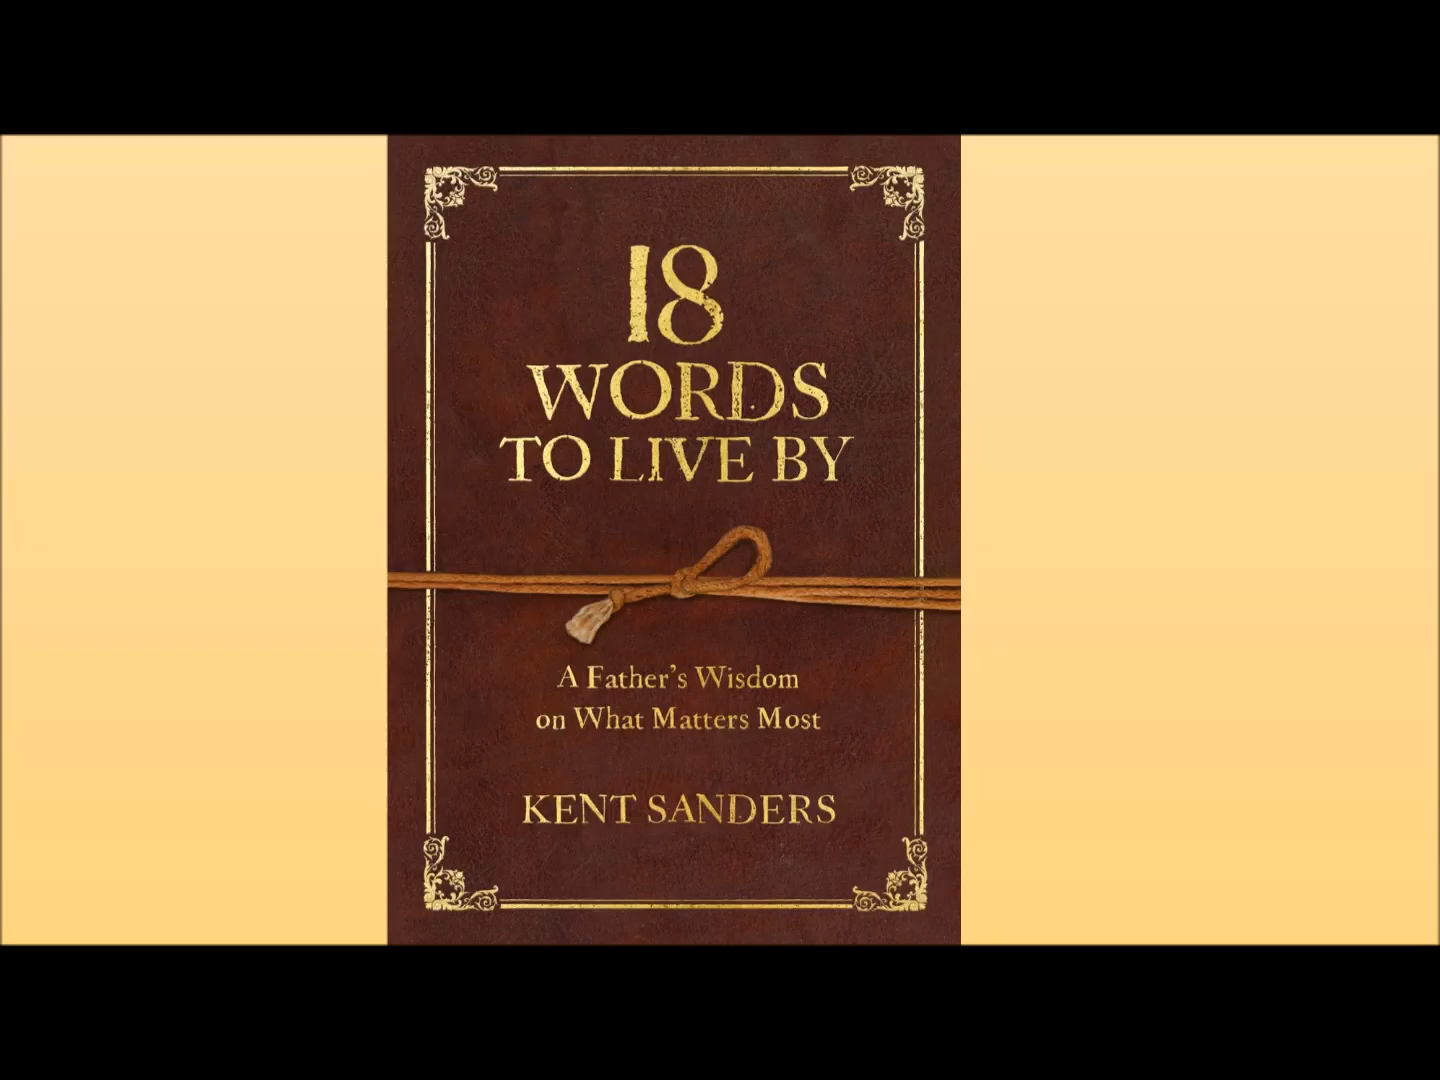 18
WORDS
TO LIVE BY
A Father's Wisdom
on What Matters Most
KENT SANDERS